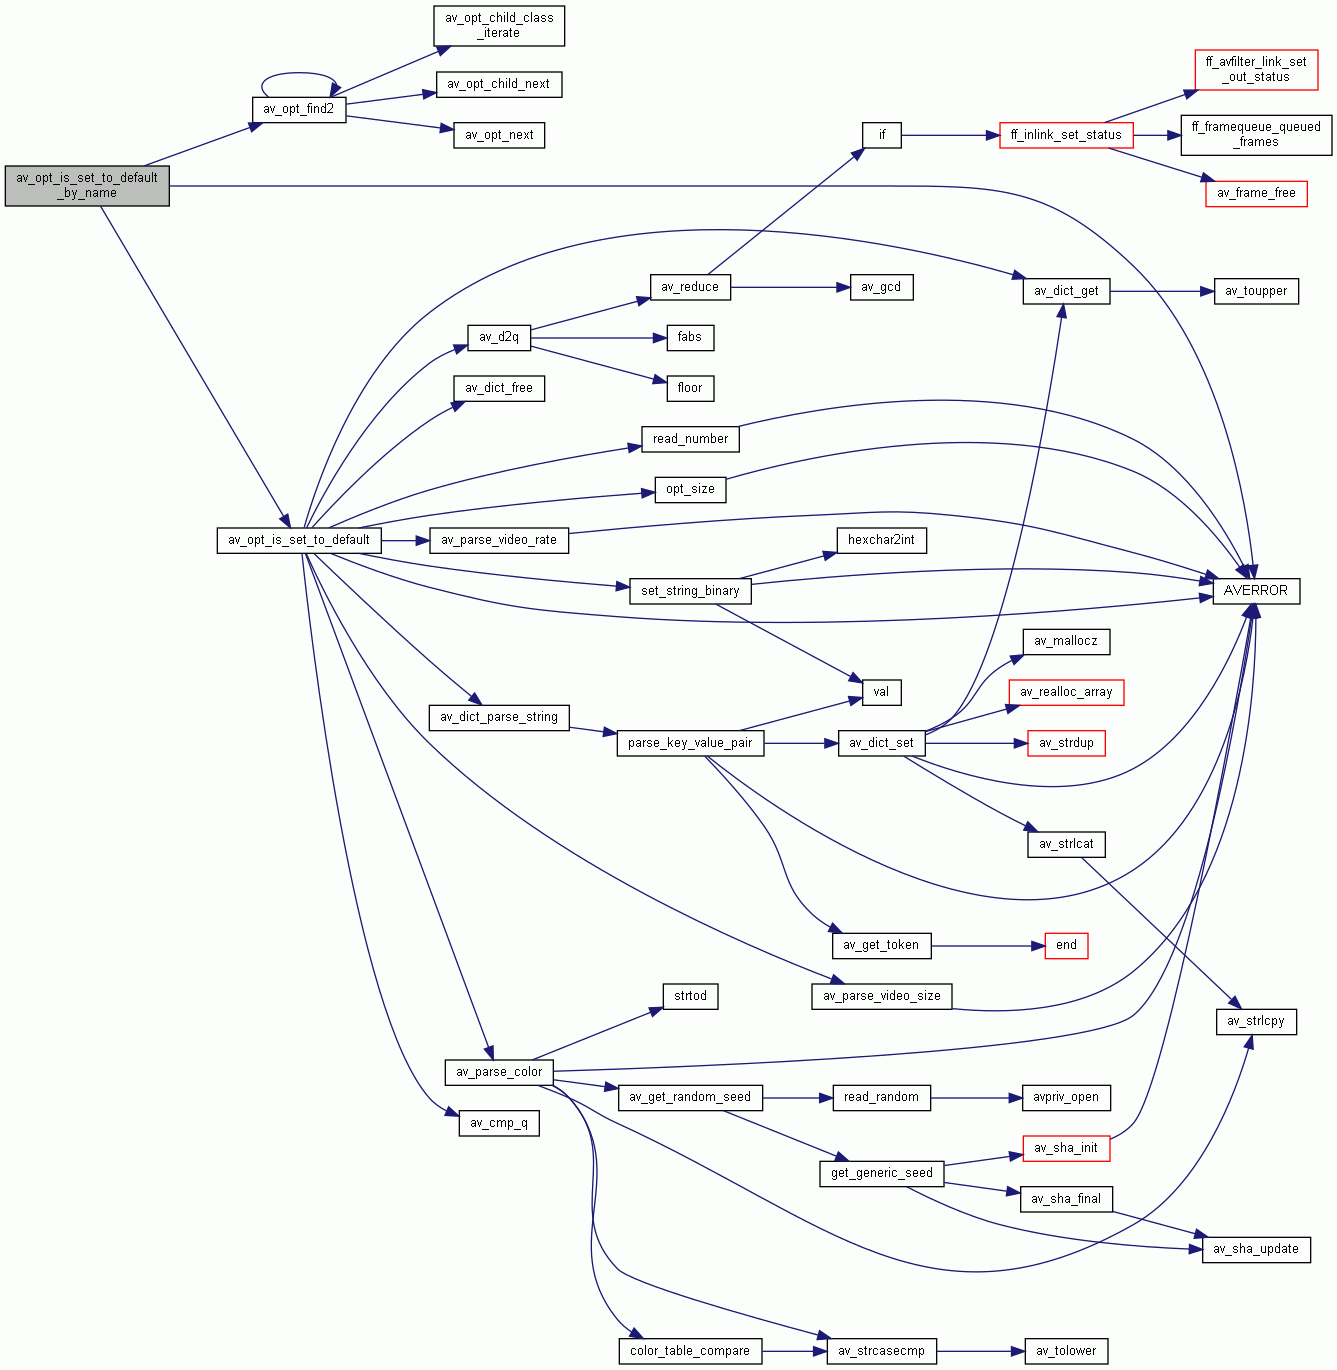 av_opt_child_class
_iterate
av_opt_child_next
av_opt_find2
av_opt_next
av_opt_is_set_to_default
_by_name
if
ff_inlink_set_status
ff_avfilter_link_set
_out_status
ff_framequeue_queued
_frames
av_frame_free
av_reduce
av_gcd
av_dict_get
av_toupper
av_d2q
fabs
av_dict_free
floor
read_number
opt_size
av_opt_is_set_to_default
av_parse_video_rate
hexchar2int
set_string_binary
AVERROR
av_mallocz
val
av_realloc_array
av_dict_parse_string
parse_key_value_pair
av_dict_set
av_strdup
av_strlcat
av_get_token
end
strtod
av_parse_video_size
av_strlcpy
av_parse_color
av_get_random_seed
read_random
avpriv_open
av_cmp_q
av_sha_init
get_generic_seed
av_sha_final
av_sha_update
color_table_compare
av_strcasecmp
av_tolower